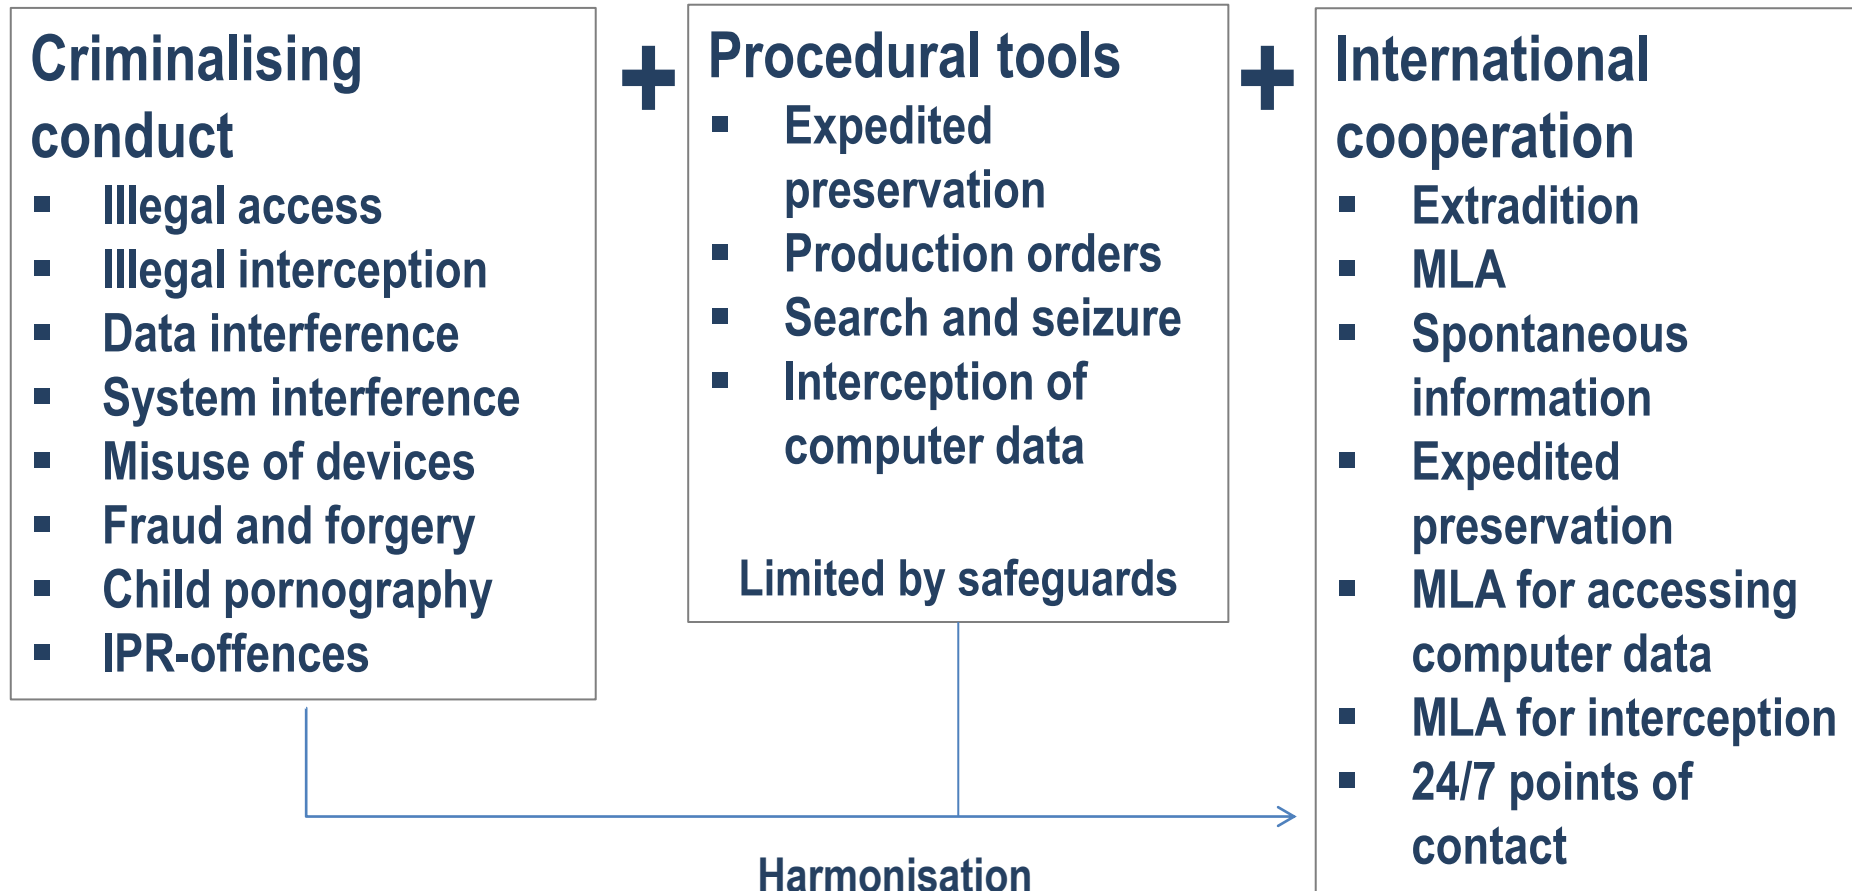 Criminalising
conduct
▪ Illegal access
▪ Illegal interception
▪ Data interference
▪ System interference
▪ Misuse of devices
▪ Fraud and forgery
▪ Child pornography
▪ IPR-offences
+
Procedural tools
▪ Expedited
preservation
▪ Production orders
▪ Search and seizure
▪ Interception of
computer data
Limited by safeguards
+
International
cooperation
▪ Extradition
▪ MLA
▪ Spontaneous
information
▪ Expedited
preservation
▪ MLA for accessing
computer data
▪ MLA for interception
▪ 24/7 points of
contact
Harmonisation